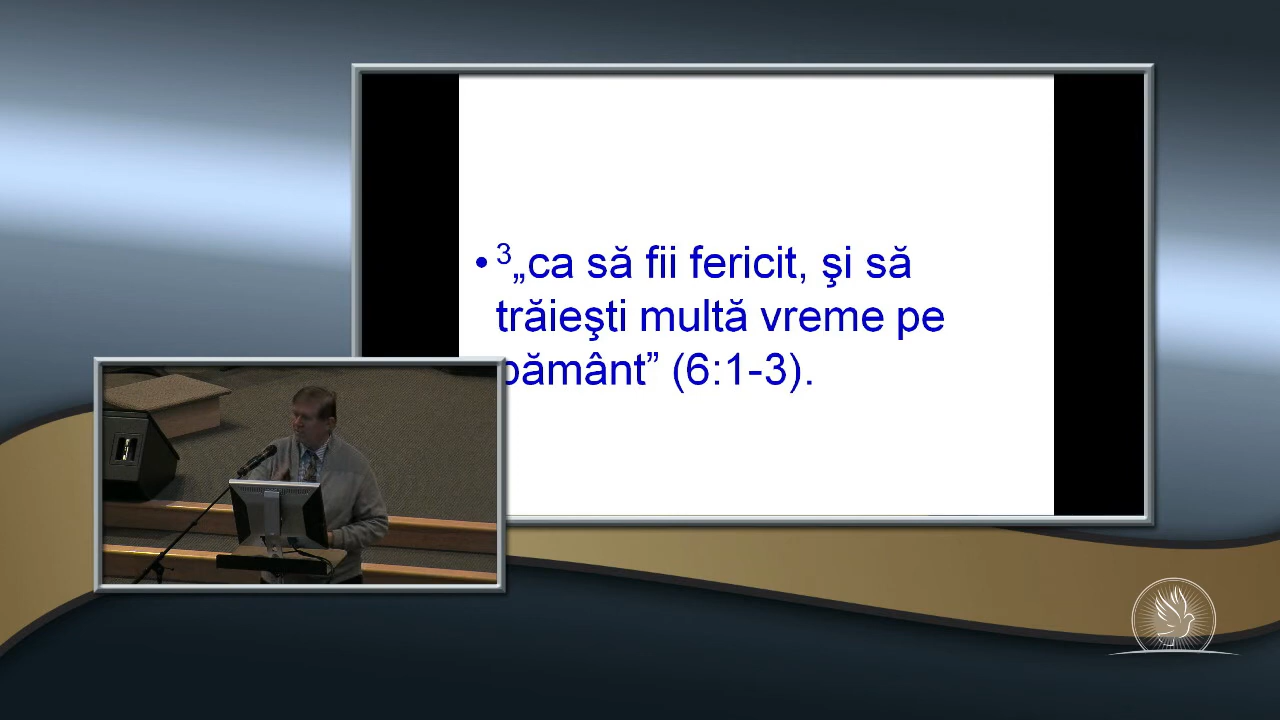 • ³„ca să fii fericit, şi să
trăieşti multă vreme pe
pământ” (6:1-3).